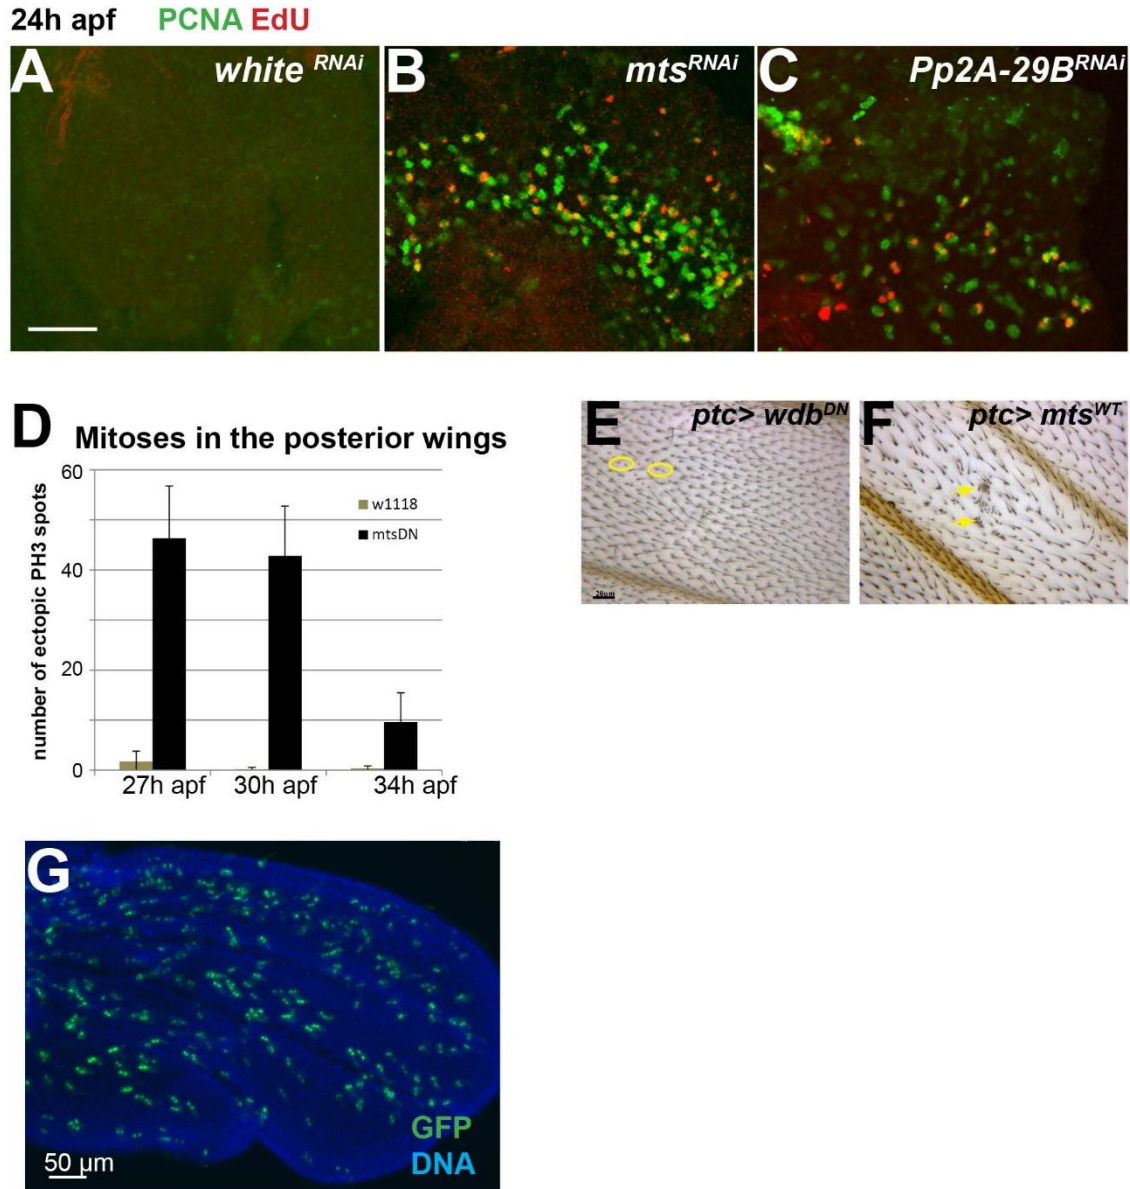 24h apf PCNA EdU
A white RNAi
B mtsRNAi
C Pp2A-29BRNAi
D Mitoses in the posterior wings
number of ectopic PH3 spots
60
40
20
0
w1118
mtsDN
27h apf 30h apf 34h apf
E ptc> wdbDN
20um
F ptc> mtsWT
G
GFP
DNA
50 µm